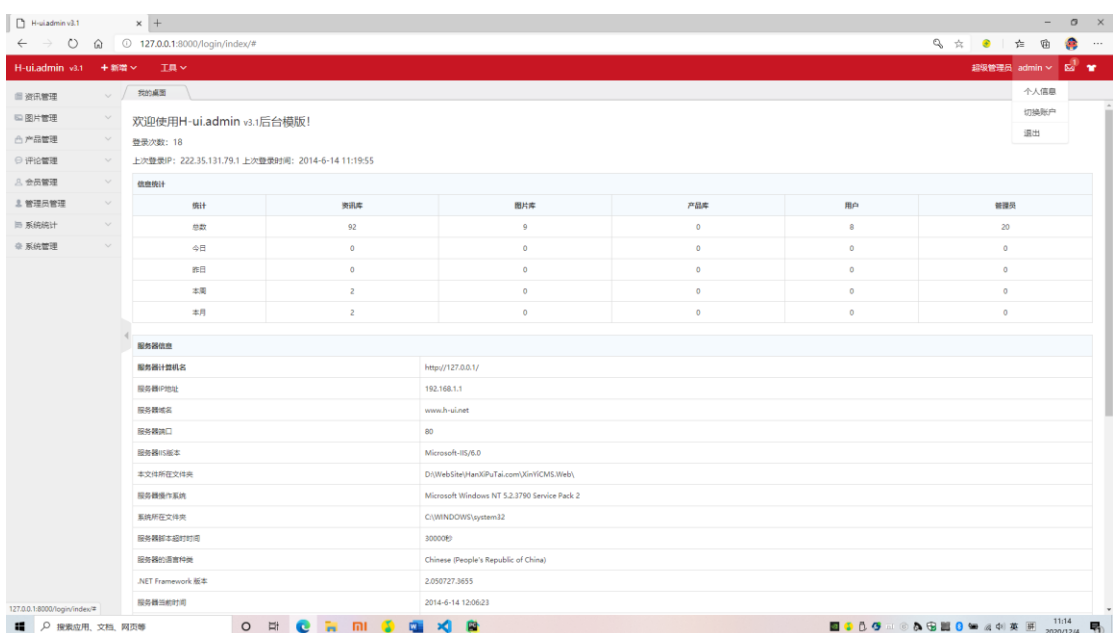 H-ui.admin v3.1
127.0.0.1:8000/login/index/#
H-ui.admin v3.1 新增 工具 超级管理员 admin 1
个人信息
切换账户
退出
资讯管理
图片管理
产品管理
评论管理
会员管理
管理员管理
系统统计
系统管理
我的桌面
欢迎使用H-ui.admin v3.1后台模版!
登录次数:18
上次登录IP:222.35.131.79.1 上次登录时间:2014-6-14 11:19:55
信息统计
统计 资讯库 图片库 产品库 用户 管理员
总数 92 9 0 8 20
今日 0 0 0 0 0
昨日 0 0 0 0 0
本周 2 0 0 0 0
本月 2 0 0 0 0
服务器信息
服务器计算机名 http://127.0.0.1/
服务器IP地址 192.168.1.1
服务器域名 www.h-ui.net
服务器端口 80
服务器IIS版本 Microsoft-IIS/6.0
本文件所在文件夹 D:\WebSite\HanXiPuTai.com\XinYiCMS.Web\
服务器操作系统 Microsoft Windows NT 5.2.3790 Service Pack 2
系统所在文件夹 C:\WINDOWS\system32
服务器脚本超时时间 30000秒
服务器的语言种类 Chinese (People's Republic of China)
.NET Framework 版本 2.050727.3655
服务器当前时间 2014-6-14 12:06:23
127.0.0.1:8000/login/index/#
搜索应用、文档、网页等
英
11:14
2020/12/4